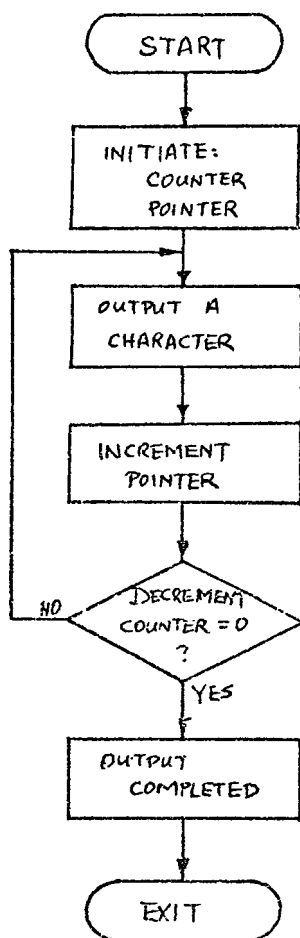 START
INITIATE:
COUNTER
POINTER
OUTPUT A
CHARACTER
INCREMENT
POINTER
DECREMENT
COUNTER = 0
?
NO
YES
OUTPUT
COMPLETED
EXIT